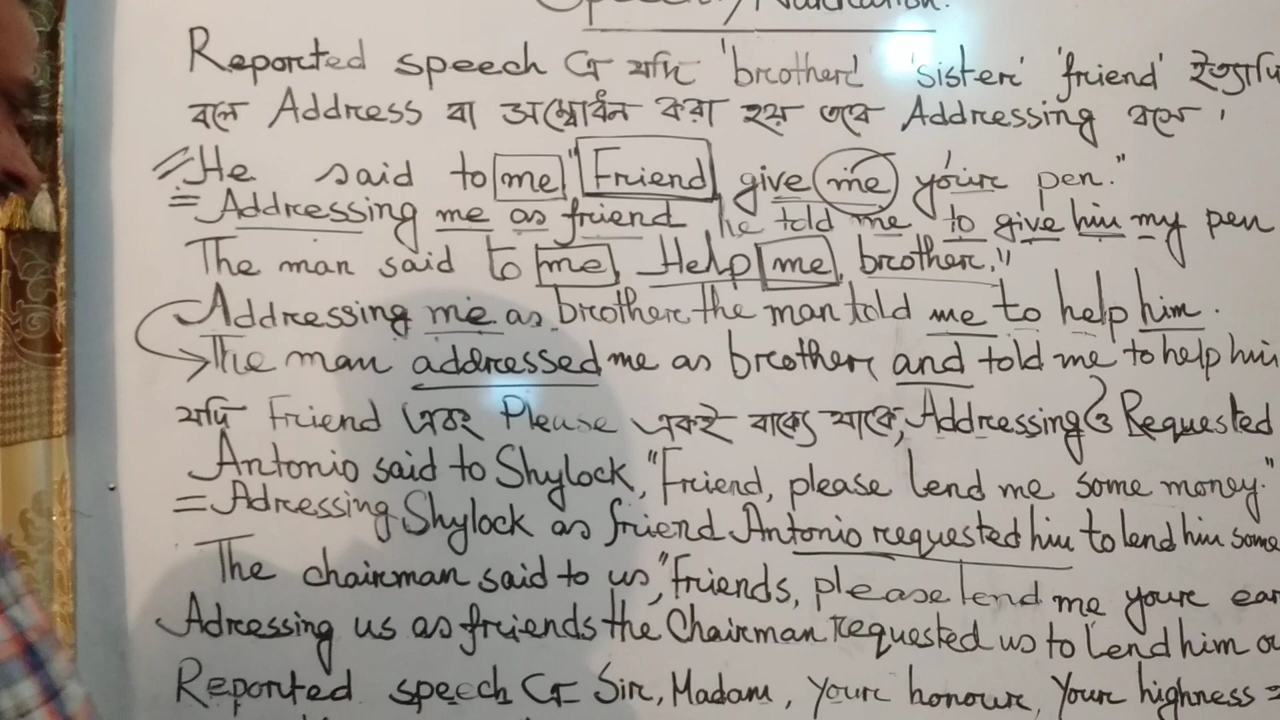 Speech/Narration.
Reported speech এ যদি 'brother' 'sister' 'friend' ইত্যাদি
বলে Address বা সম্বোধন করা হয় তবে Addressing বসে।
He said to me "Friend, give me your pen."
= Addressing me as friend he told me to give him my pen
The man said to me, "Help me, brother."
Addressing me as brother the man told me to help him.
→ The man addressed me as brother and told me to help him
যদি Friend এবং Please একই বাক্যে থাকে, Addressing ও Requested
Antonio said to Shylock, "Friend, please lend me some money."
= Adressing Shylock as friend Antonio requested him to lend him some
The chairman said to us, "Friends, please lend me your ear
Adressing us as friends the Chairman requested us to lend him
Reported speech এ Sir, Madam, Your honour, Your highness =